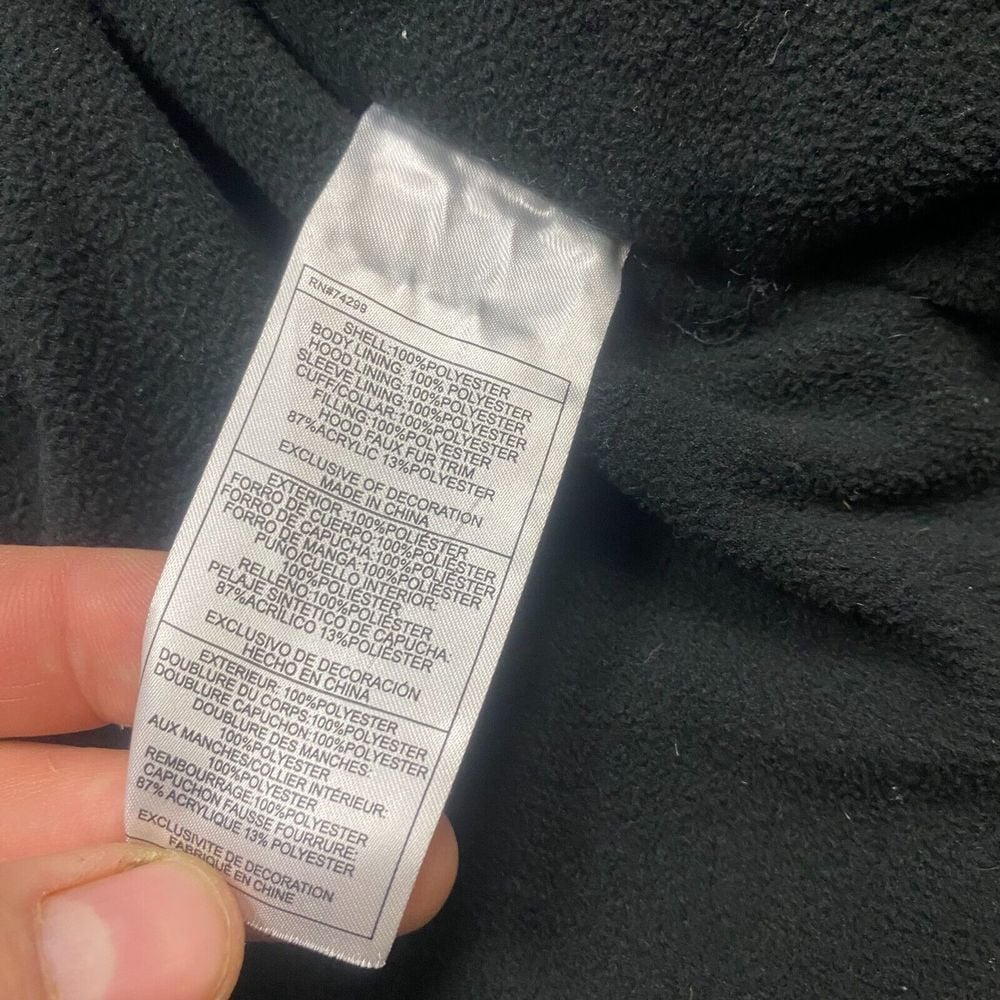 RN#74299
SHELL:100%POLYESTER
BODY LINING: 100% POLYESTER
HOOD LINING:100%POLYESTER
SLEEVE LINING:100%POLYESTER
CUFF/COLLAR:100%POLYESTER
FILLING:100%POLYESTER
HOOD FAUX FUR TRIM
87%ACRYLIC 13%POLYESTER
EXCLUSIVE OF DECORATION
MADE IN CHINA
EXTERIOR :100%POLIÉSTER
FORRO DE CUERPO:100%POLIÉSTER
FORRO DE CAPUCHA:100%POLIÉSTER
FORRO DE MANGA:100%POLIÉSTER
PUNO/CUELLO INTERIOR:
100%POLIÉSTER
RELLENO:100%POLIÉSTER
PELAJE SINTETICO DE CAPUCHA:
87%ACRÍLICO 13%POLIÉSTER
EXCLUSIVO DE DECORACIÓN
HECHO EN CHINA
EXTERIEUR: 100%POLYESTER
DOUBLURE DU CORPS:100%POLYESTER
DOUBLURE CAPUCHON:100%POLYESTER
DOUBLURE DES MANCHES:
100%POLYESTER
AUX MANCHES/COLLIER INTÉRIEUR:
100%POLYESTER
REMBOURRAGE:100%POLYESTER
CAPUCHON FAUSSE FOURRURE:
87% ACRYLIQUE 13% POLYESTER
EXCLUSIVITE DE DECORATION
FABRIQUÉ EN CHINE